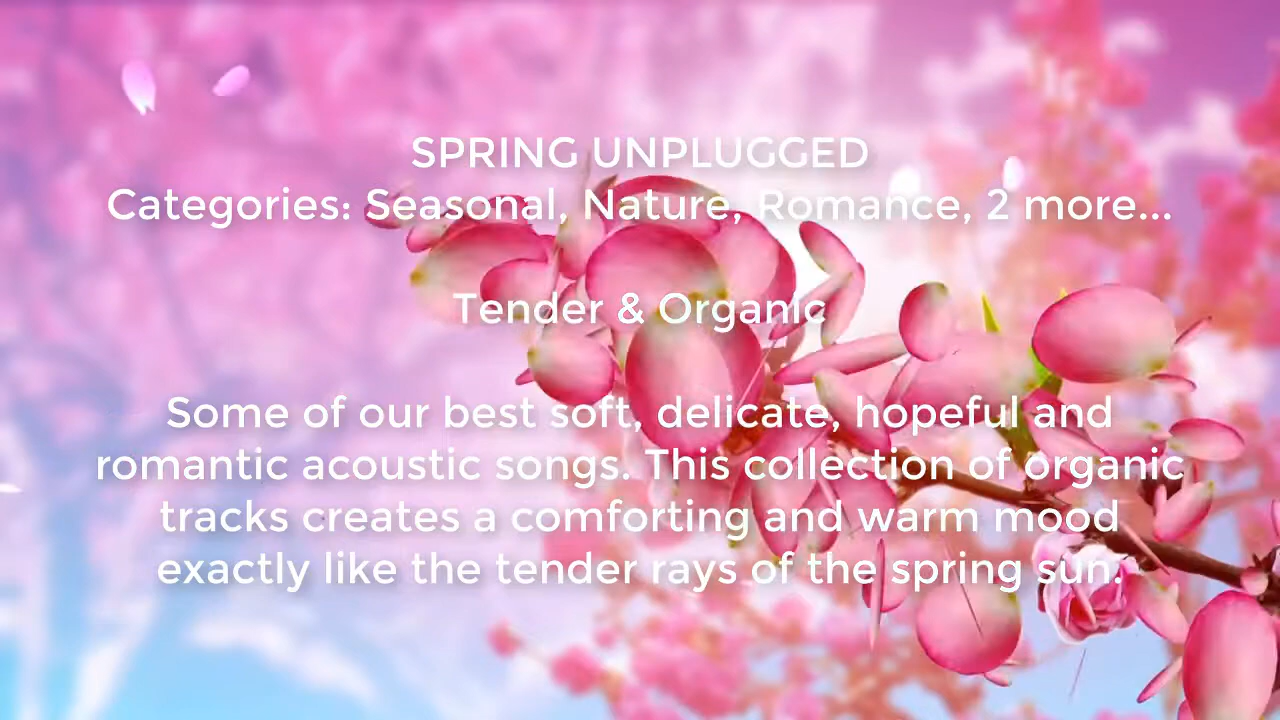 SPRING UNPLUGGED
Categories: Seasonal, Nature, Romance, 2 more...
Tender & Organic
Some of our best soft, delicate, hopeful and
romantic acoustic songs. This collection of organic
tracks creates a comforting and warm mood
exactly like the tender rays of the spring sun.